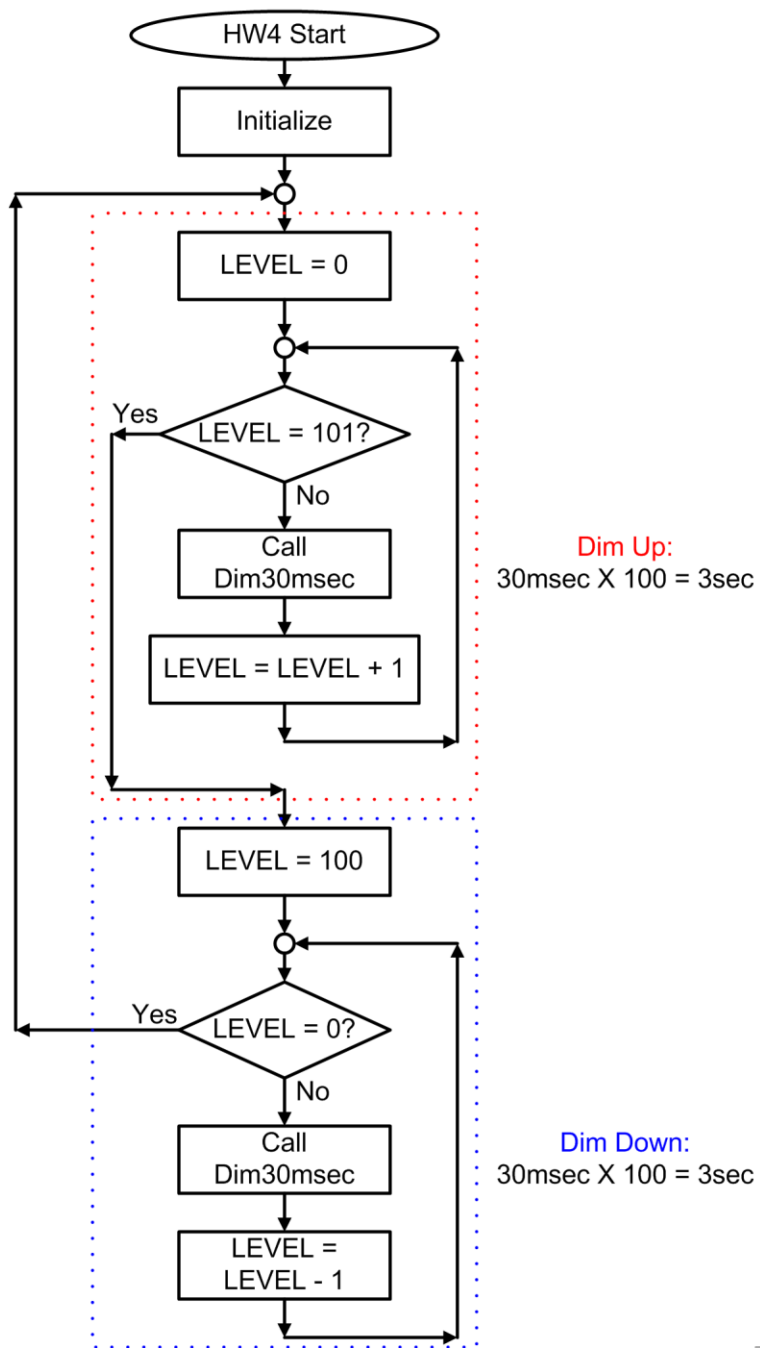 HW4 Start
Initialize
LEVEL = 0
Yes
LEVEL = 101?
No
Call
Dim30msec
LEVEL = LEVEL + 1
Dim Up:
30msec X 100 = 3sec
LEVEL = 100
Yes
LEVEL = 0?
No
Call
Dim30msec
LEVEL =
LEVEL - 1
Dim Down:
30msec X 100 = 3sec